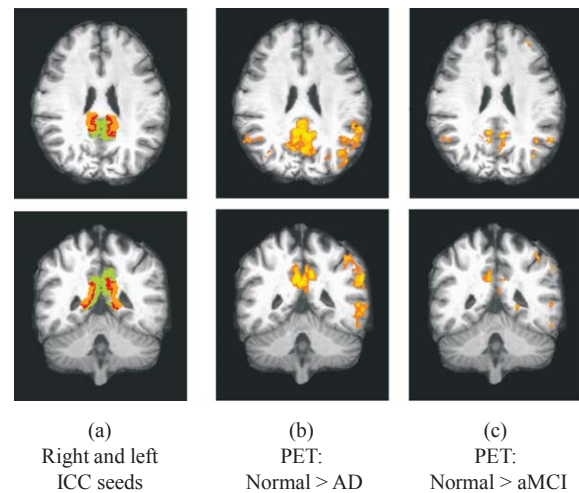 (a)
Right and left
ICC seeds
(b)
PET:
Normal > AD
(c)
PET:
Normal > aMCI